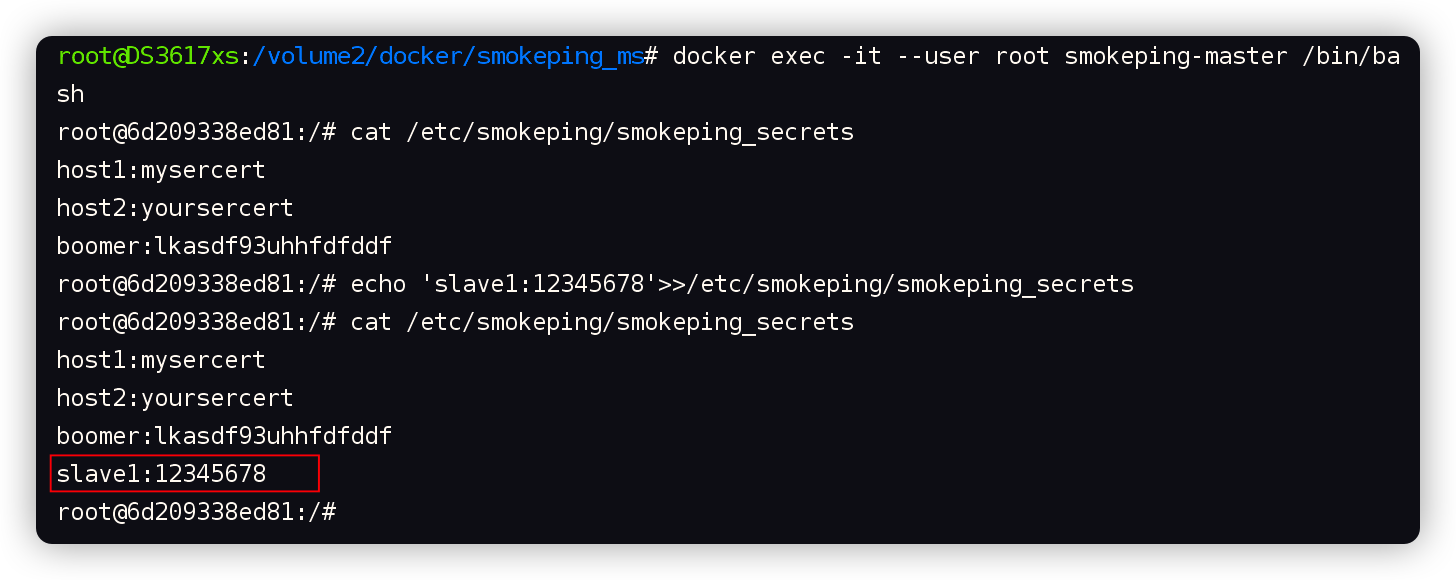 root@DS3617xs:/volume2/docker/smokeping_ms# docker exec -it --user root smokeping-master /bin/ba
sh
root@6d209338ed81:/# cat /etc/smokeping/smokeping_secrets
host1:mysercert
host2:yoursercert
boomer:lkasdf93uhhfdfddf
root@6d209338ed81:/# echo 'slave1:12345678'>>/etc/smokeping/smokeping_secrets
root@6d209338ed81:/# cat /etc/smokeping/smokeping_secrets
host1:mysercert
host2:yoursercert
boomer:lkasdf93uhhfdfddf
slave1:12345678
root@6d209338ed81:/#